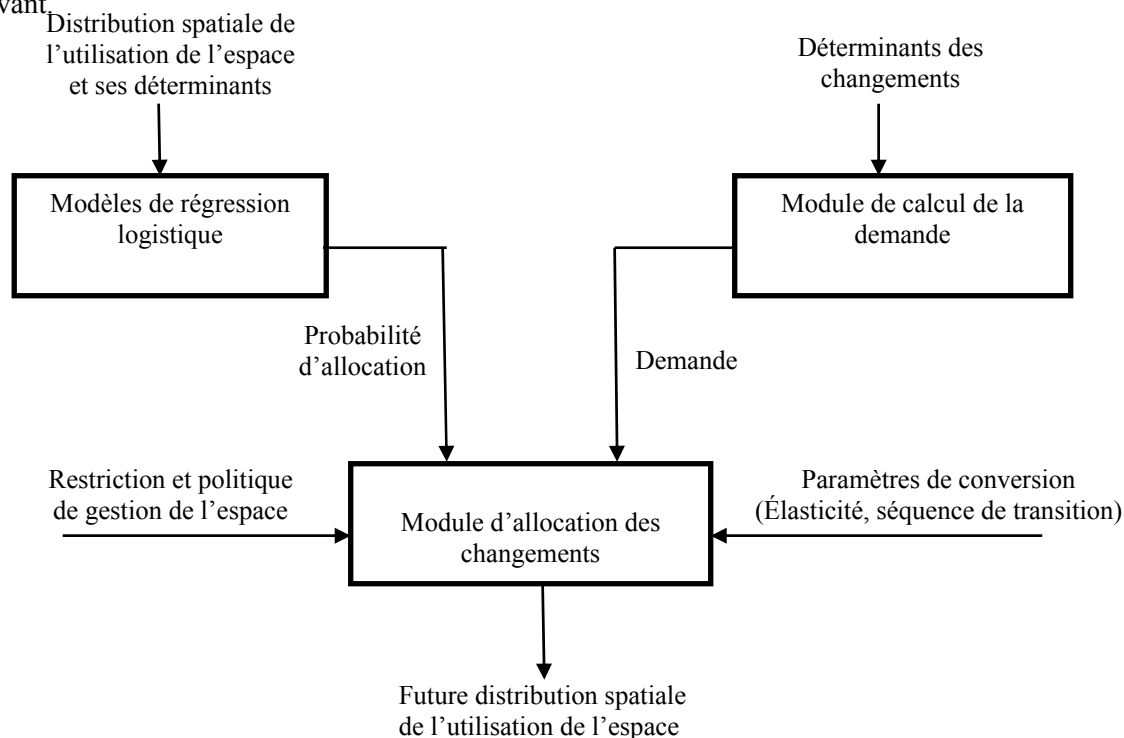 vant.
Distribution spatiale de
l’utilisation de l’espace
et ses déterminants
Déterminants des
changements
Modèles de régression
logistique
Module de calcul de la
demande
Probabilité
d’allocation
Demande
Restriction et politique
de gestion de l’espace
Module d’allocation des
changements
Paramètres de conversion
(Élasticité, séquence de transition)
Future distribution spatiale
de l’utilisation de l’espace